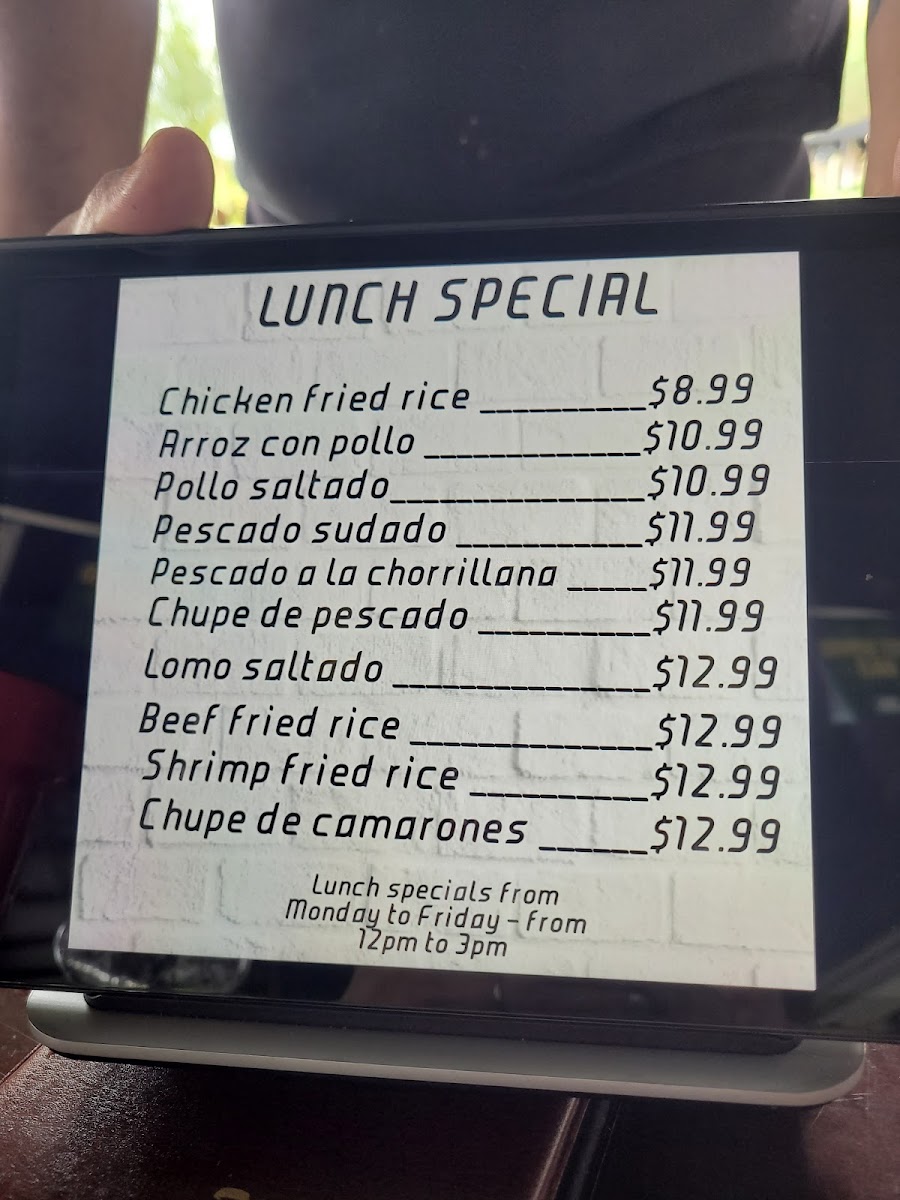 LUNCH SPECIAL
Chicken fried rice __________$8.99
Arroz con pollo _____________$10.99
Pollo saltado_______________$10.99
Pescado sudado ___________$11.99
Pescado a la chorrillana _____$11.99
Chupe de pescado __________$11.99
Lomo saltado _______________$12.99
Beef fried rice ______________$12.99
Shrimp fried rice __________$12.99
Chupe de camarones ______$12.99
Lunch specials from
Monday to Friday - from
12pm to 3pm